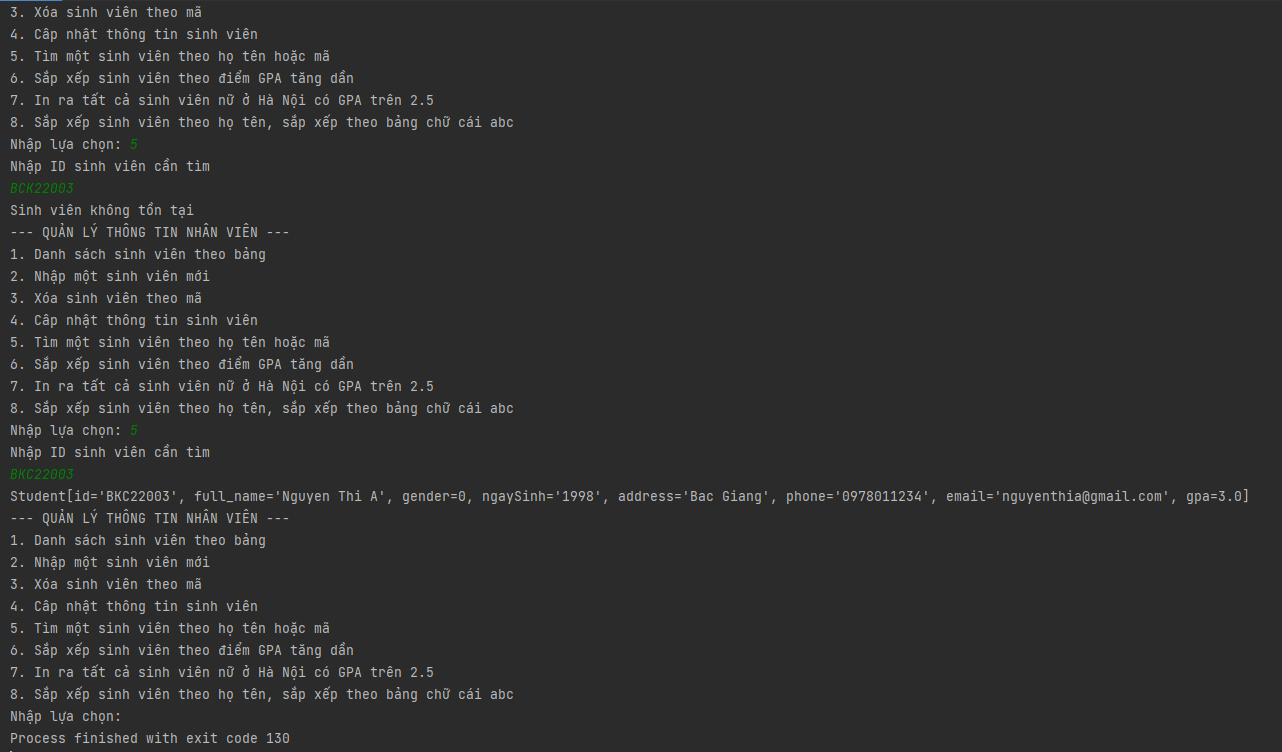 3. Xóa sinh viên theo mã
4. Câp nhật thông tin sinh viên
5. Tìm một sinh viên theo họ tên hoặc mã
6. Sắp xếp sinh viên theo điểm GPA tăng dần
7. In ra tất cả sinh viên nữ ở Hà Nội có GPA trên 2.5
8. Sắp xếp sinh viên theo họ tên, sắp xếp theo bảng chữ cái abc
Nhập lựa chọn: 5
Nhập ID sinh viên cần tìm
BCK22003
Sinh viên không tồn tại
--- QUẢN LÝ THÔNG TIN NHÂN VIÊN ---
1. Danh sách sinh viên theo bảng
2. Nhập một sinh viên mới
3. Xóa sinh viên theo mã
4. Câp nhật thông tin sinh viên
5. Tìm một sinh viên theo họ tên hoặc mã
6. Sắp xếp sinh viên theo điểm GPA tăng dần
7. In ra tất cả sinh viên nữ ở Hà Nội có GPA trên 2.5
8. Sắp xếp sinh viên theo họ tên, sắp xếp theo bảng chữ cái abc
Nhập lựa chọn: 5
Nhập ID sinh viên cần tìm
BKC22003
Student[id='BKC22003', full_name='Nguyen Thi A', gender=0, ngaySinh='1998', address='Bac Giang', phone='0978011234', email='nguyenthia@gmail.com', gpa=3.0]
--- QUẢN LÝ THÔNG TIN NHÂN VIÊN ---
1. Danh sách sinh viên theo bảng
2. Nhập một sinh viên mới
3. Xóa sinh viên theo mã
4. Câp nhật thông tin sinh viên
5. Tìm một sinh viên theo họ tên hoặc mã
6. Sắp xếp sinh viên theo điểm GPA tăng dần
7. In ra tất cả sinh viên nữ ở Hà Nội có GPA trên 2.5
8. Sắp xếp sinh viên theo họ tên, sắp xếp theo bảng chữ cái abc
Nhập lựa chọn:
Process finished with exit code 130